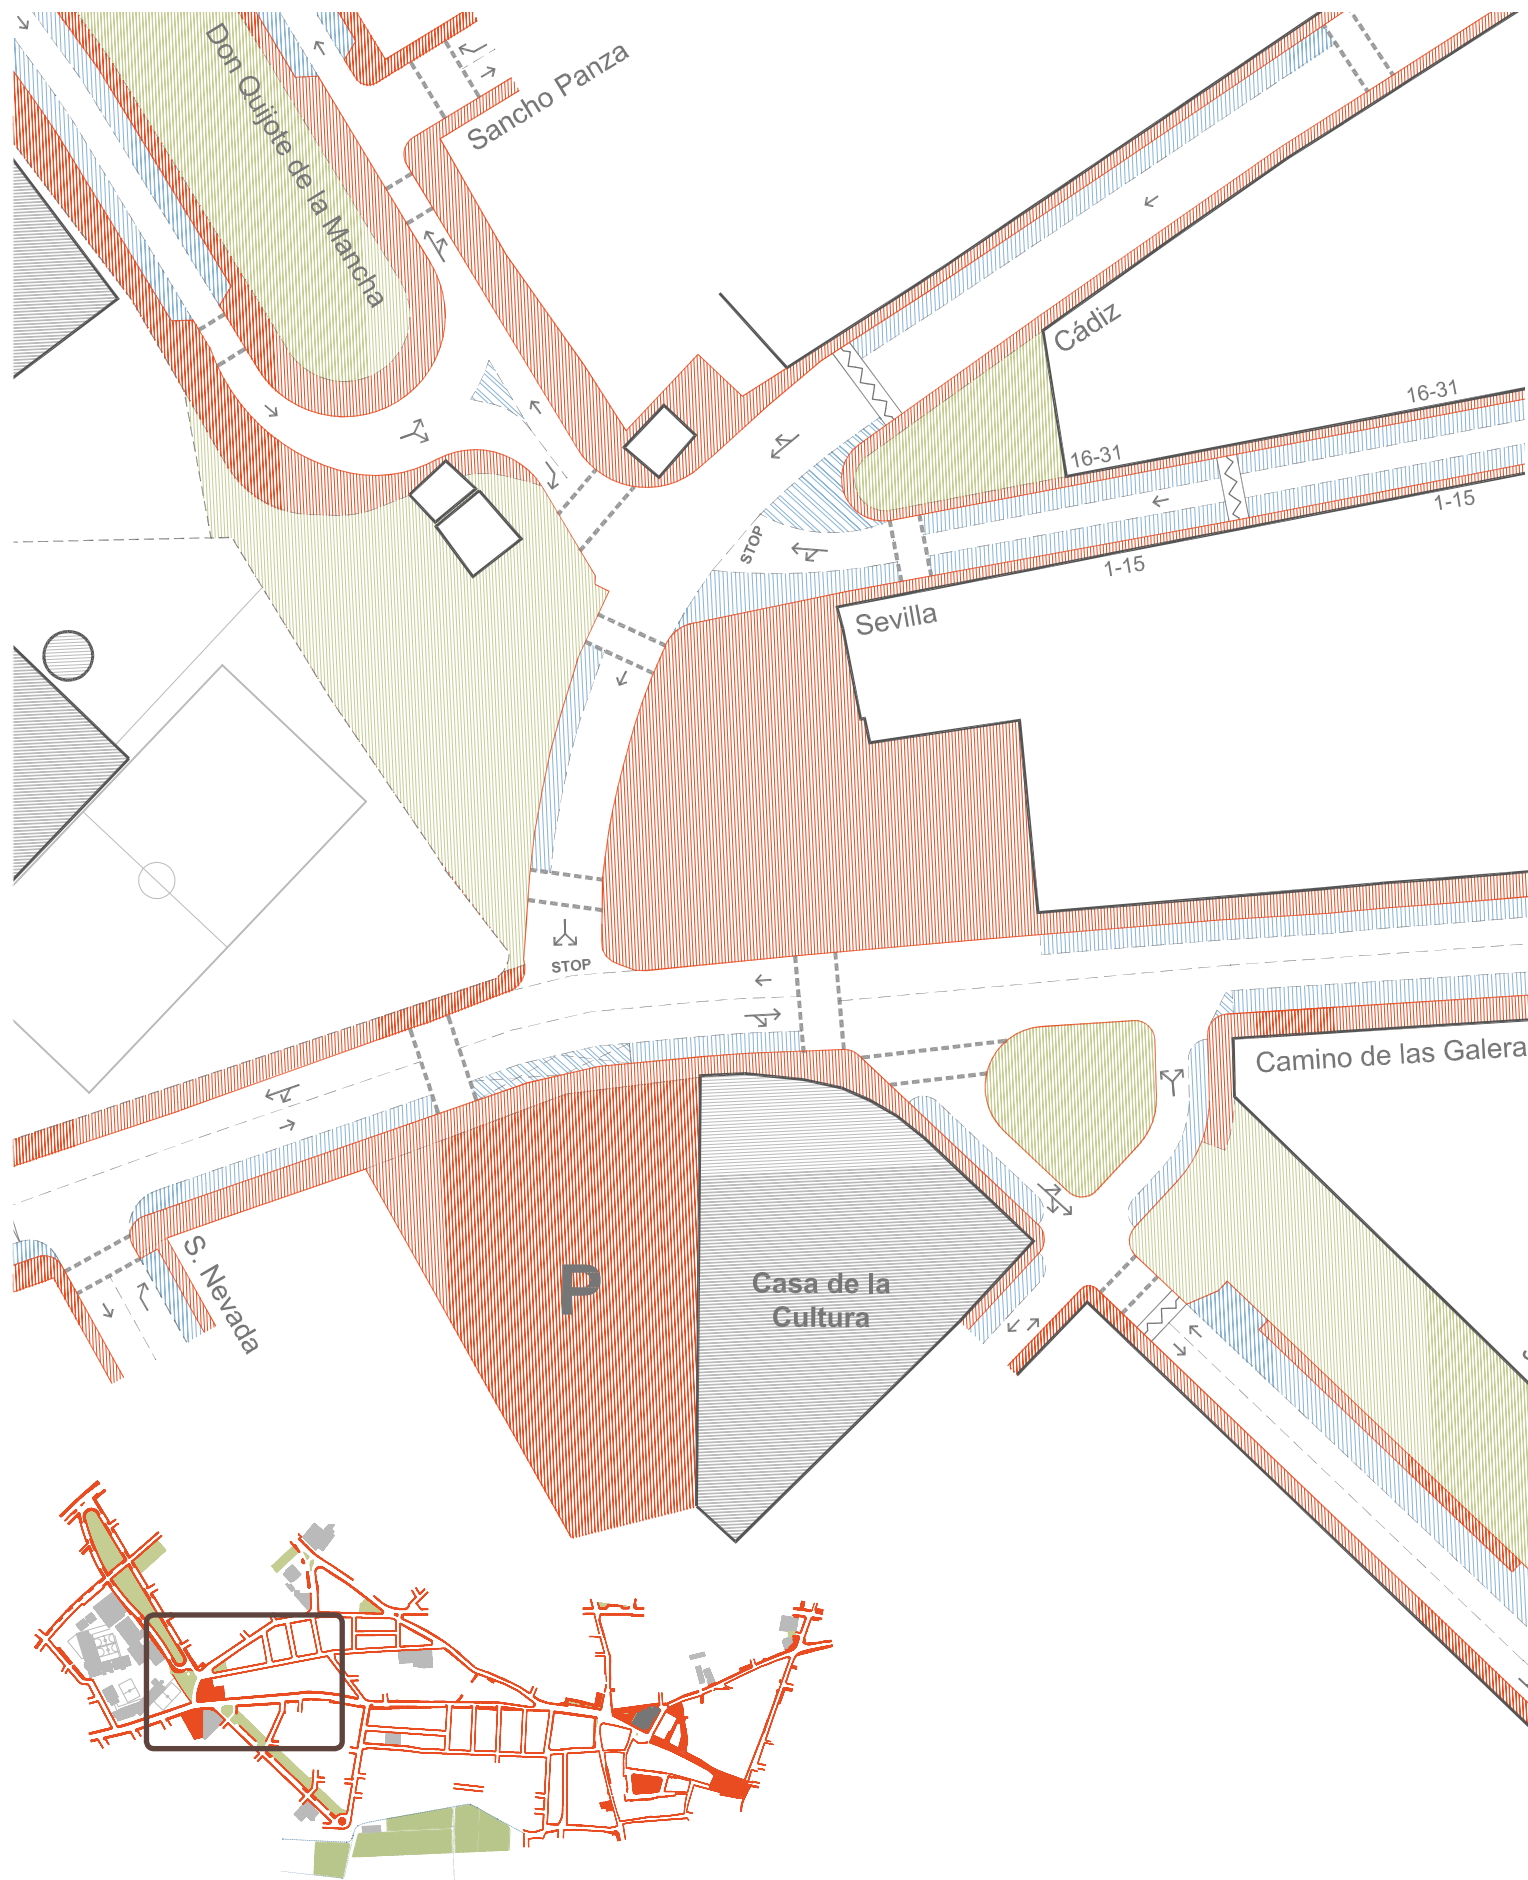 Don Quijote de la Mancha
Sancho Panza
Cádiz
16-31
16-31
1-15
1-15
STOP
Sevilla
STOP
Camino de las Galera
S. Nevada
P
Casa de la
Cultura